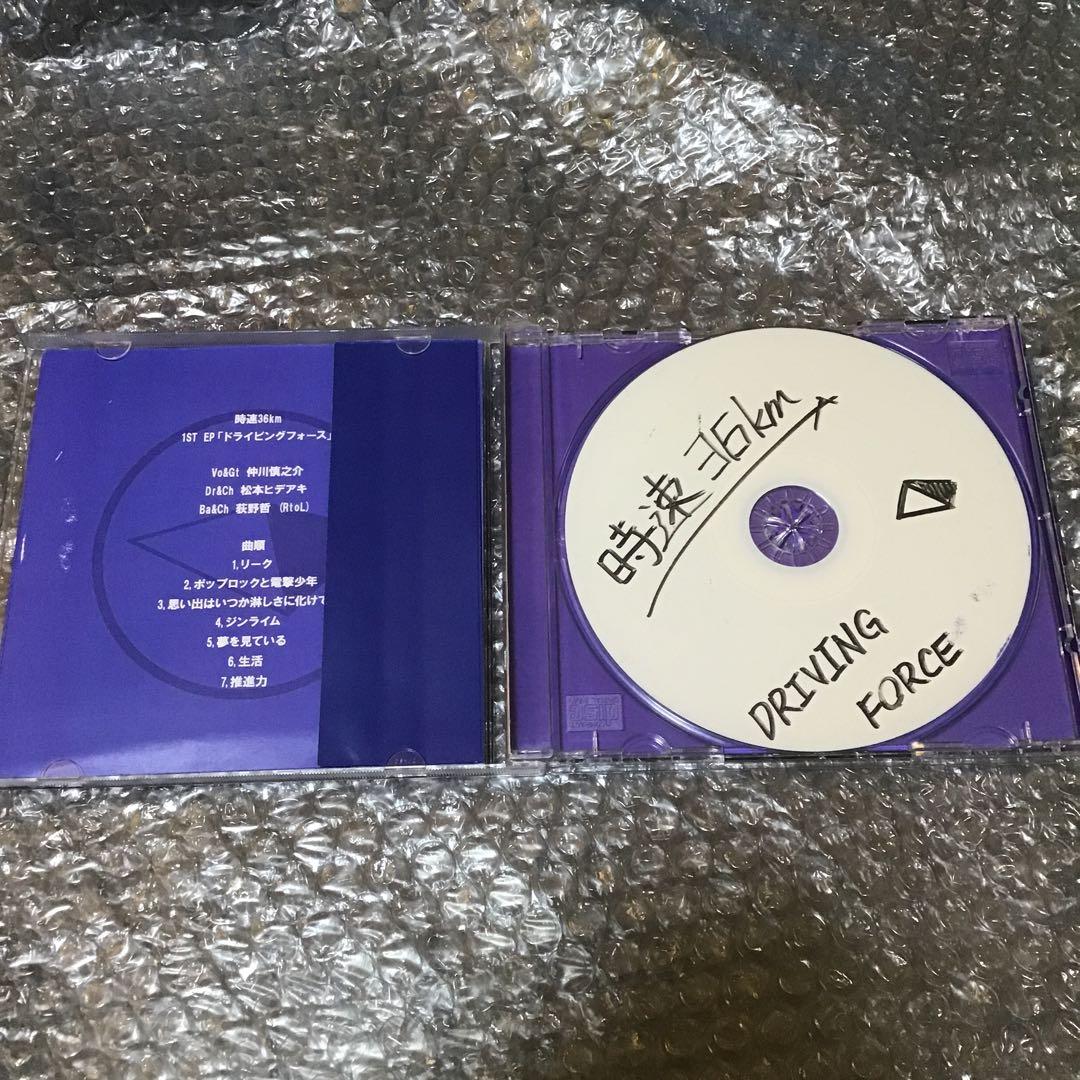 時速36km
1ST EP「ドライビングフォース」
Vo&Gt 仲川慎之介
Dr&Ch 松本ヒデアキ
Ba&Ch 荻野哲 (RtoL)
曲順
1,リーク
2,ポップロックと電撃少年
3,思い出はいつか淋しさに化けて
4,ジンライム
5,夢を見ている
6,生活
7,推進力
時速36km
DRIVING
FORCE